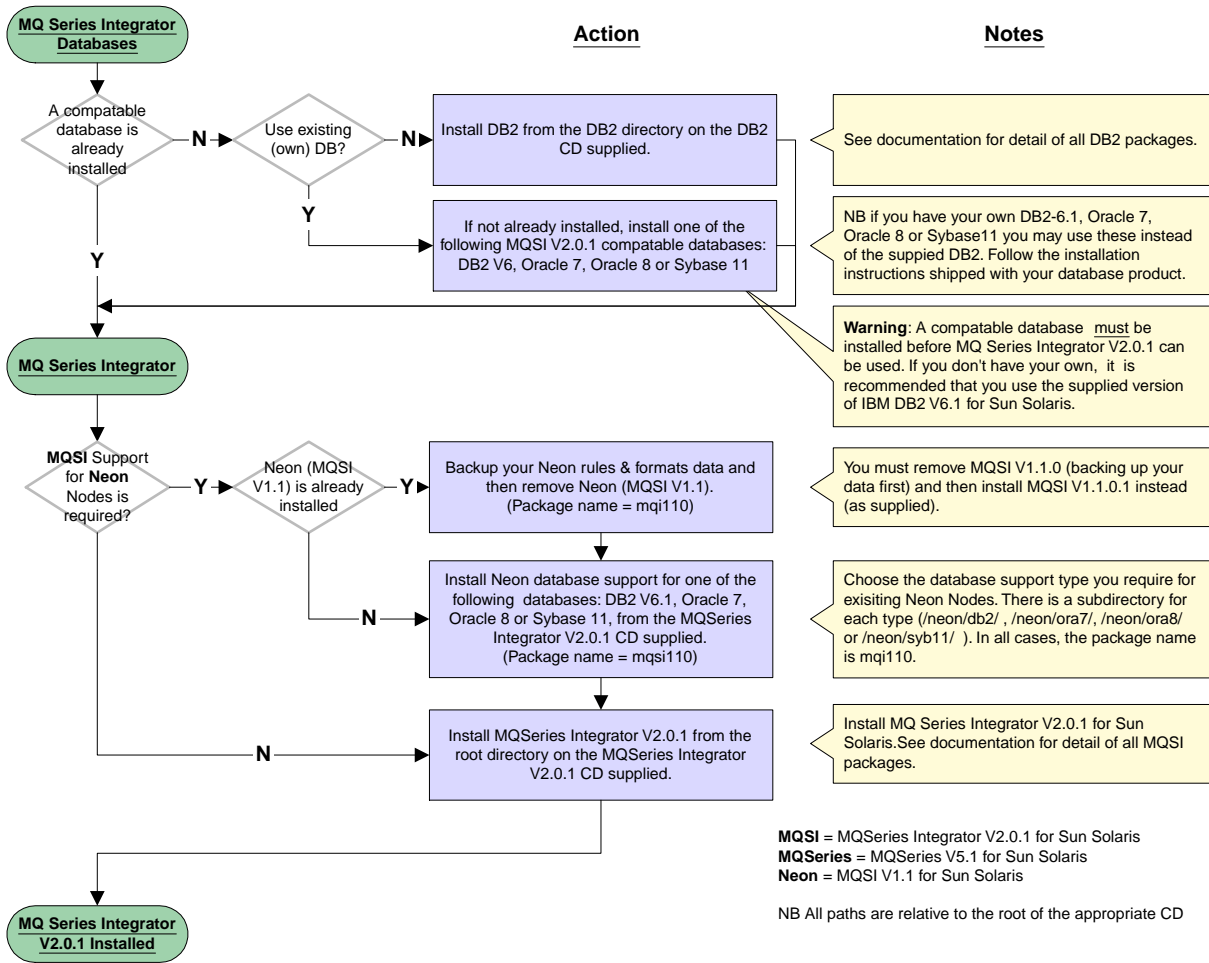 MQ Series Integrator
Databases
Action
Notes
A compatable
database is
already
installed
N
Use existing
(own) DB?
N
Install DB2 from the DB2 directory on the DB2
CD supplied.
See documentation for detail of all DB2 packages.
Y
Y
If not already installed, install one of the
following MQSI V2.0.1 compatable databases:
DB2 V6, Oracle 7, Oracle 8 or Sybase 11
NB if you have your own DB2-6.1, Oracle 7,
Oracle 8 or Sybase11 you may use these instead
of the suppied DB2. Follow the installation
instructions shipped with your database product.
Warning: A compatable database must be
installed before MQ Series Integrator V2.0.1 can
be used. If you don't have your own, it is
recommended that you use the supplied version
of IBM DB2 V6.1 for Sun Solaris.
MQ Series Integrator
MQSI Support
for Neon
Nodes is
required?
Y
Neon (MQSI
V1.1) is already
installed
Y
Backup your Neon rules & formats data and
then remove Neon (MQSI V1.1).
(Package name = mqi110)
You must remove MQSI V1.1.0 (backing up your
data first) and then install MQSI V1.1.0.1 instead
(as supplied).
N
Install Neon database support for one of the
following databases: DB2 V6.1, Oracle 7,
Oracle 8 or Sybase 11, from the MQSeries
Integrator V2.0.1 CD supplied.
(Package name = mqsi110)
Choose the database support type you require for
exisiting Neon Nodes. There is a subdirectory for
each type (/neon/db2/ , /neon/ora7/, /neon/ora8/
or /neon/syb11/ ). In all cases, the package name
is mqi110.
N
Install MQSeries Integrator V2.0.1 from the
root directory on the MQSeries Integrator
V2.0.1 CD supplied.
Install MQ Series Integrator V2.0.1 for Sun
Solaris.See documentation for detail of all MQSI
packages.
MQSI = MQSeries Integrator V2.0.1 for Sun Solaris
MQSeries = MQSeries V5.1 for Sun Solaris
Neon = MQSI V1.1 for Sun Solaris
NB All paths are relative to the root of the appropriate CD
MQ Series Integrator
V2.0.1 Installed